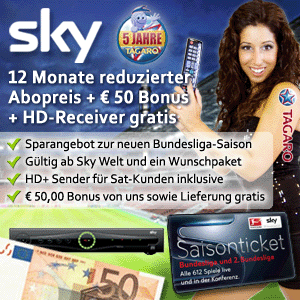 sky
5 JAHRE
TAGARO
12 Monate reduzierter
Abopreis + € 50 Bonus
+ HD-Receiver gratis
Sparangebot zur neuen Bundesliga-Saison
Gültig ab Sky Welt und ein Wunschpaket
HD+ Sender für Sat-Kunden inklusive
€ 50,00 Bonus von uns sowie Lieferung gratis
TAGARO
sky
Saisonticket
Bundesliga und 2. Bundesliga
Alle 612 Spiele live
und in der Konferenz.
50